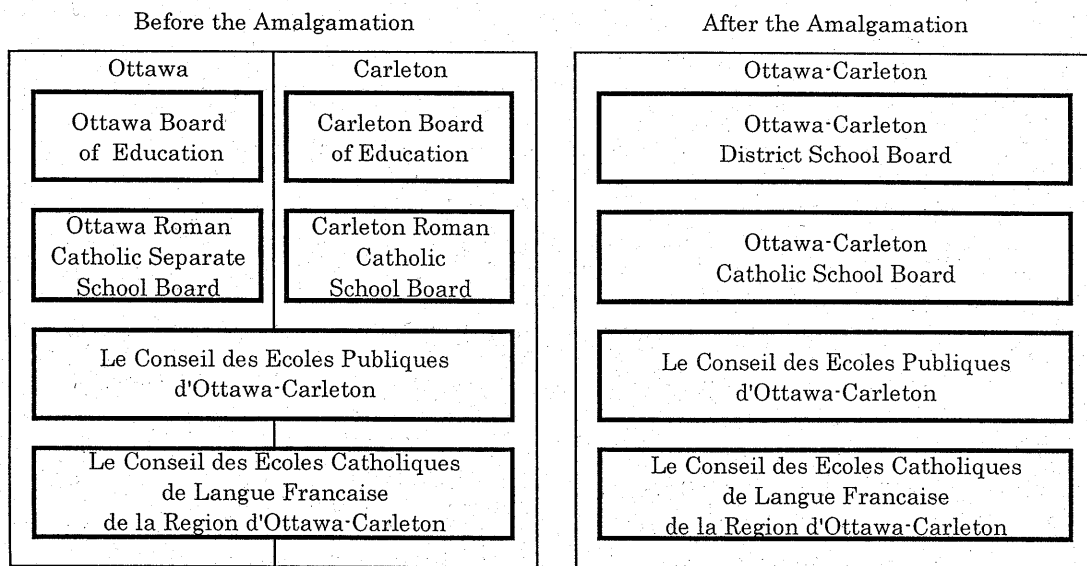 Before the Amalgamation
Ottawa
Carleton
Ottawa Board
of Education
Carleton Board
of Education
Ottawa Roman
Catholic Separate
School Board
Carleton Roman
Catholic
School Board
Le Conseil des Ecoles Publiques
d'Ottawa-Carleton
Le Conseil des Ecoles Catholiques
de Langue Francaise
de la Region d'Ottawa-Carleton
After the Amalgamation
Ottawa-Carleton
Ottawa-Carleton
District School Board
Ottawa-Carleton
Catholic School Board
Le Conseil des Ecoles Publiques
d'Ottawa-Carleton
Le Conseil des Ecoles Catholiques
de Langue Francaise
de la Region d'Ottawa-Carleton